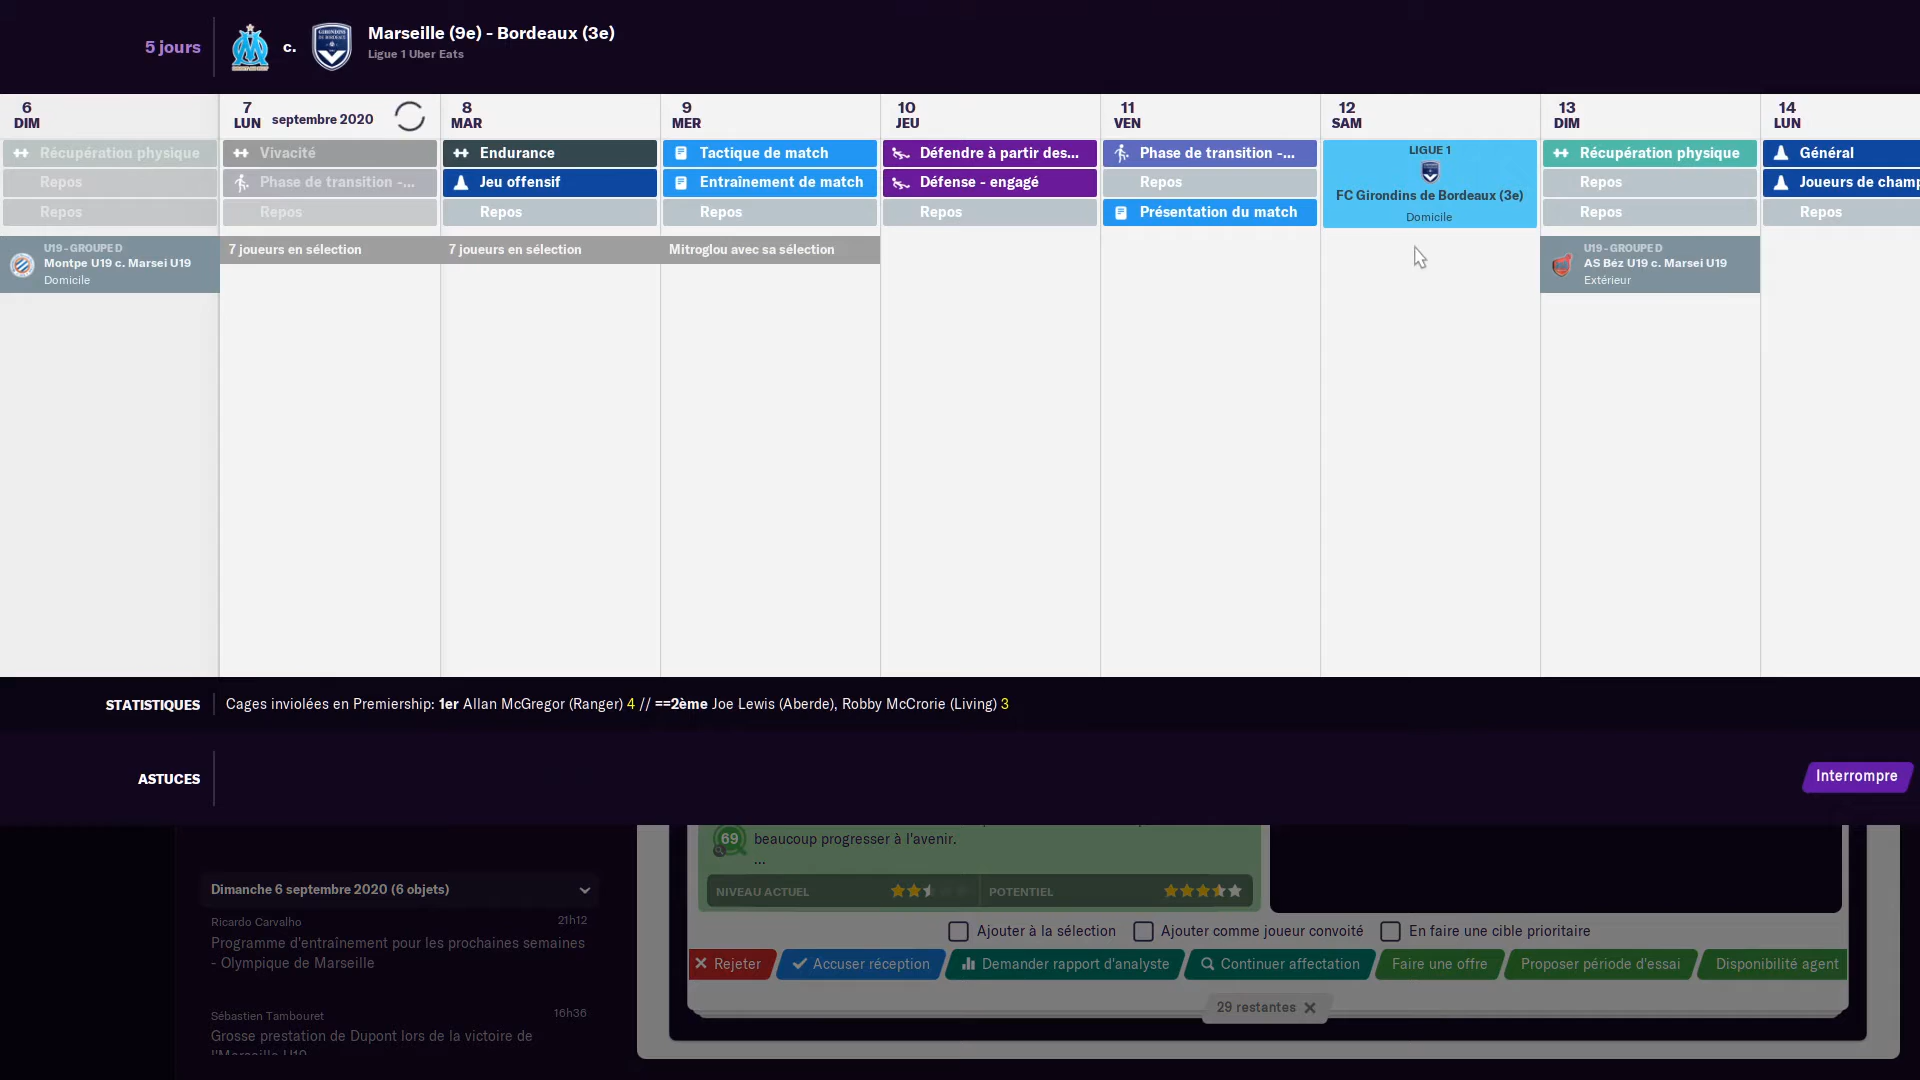 5 jours
c.
Marseille (9e) - Bordeaux (3e)
Ligue 1 Uber Eats
6
DIM
7
LUN septembre 2020
8
MAR
9
MER
10
JEU
11
VEN
12
SAM
13
DIM
14
LUN
Récupération physique
Repos
Repos
Vivacité
Phase de transition -...
Repos
Endurance
Jeu offensif
Repos
Tactique de match
Entraînement de match
Repos
Défendre à partir des...
Défense - engagé
Repos
Phase de transition -...
Repos
Présentation du match
LIGUE 1
FC Girondins de Bordeaux (3e)
Domicile
Récupération physique
Repos
Repos
Général
Joueurs de champ
Repos
U19 - GROUPE D
Montpe U19 c. Marsei U19
Domicile
7 joueurs en sélection
7 joueurs en sélection
Mitroglou avec sa sélection
U19 - GROUPE D
AS Béz U19 c. Marsei U19
Extérieur
STATISTIQUES
Cages inviolées en Premiership: 1er Allan McGregor (Ranger) 4 // ==2ème Joe Lewis (Aberde), Robby McCrorie (Living) 3
ASTUCES
Interrompre
69
beaucoup progresser à l'avenir.
...
NIVEAU ACTUEL
POTENTIEL
Dimanche 6 septembre 2020 (6 objets)
Ricardo Carvalho
21h12
Programme d'entraînement pour les prochaines semaines
- Olympique de Marseille
Sébastien Tambouret
16h36
Grosse prestation de Dupont lors de la victoire de
l'Marseille U19
Ajouter à la sélection
Ajouter comme joueur convoité
En faire une cible prioritaire
Rejeter
Accuser réception
Demander rapport d'analyste
Continuer affectation
Faire une offre
Proposer période d'essai
Disponibilité agent
29 restantes